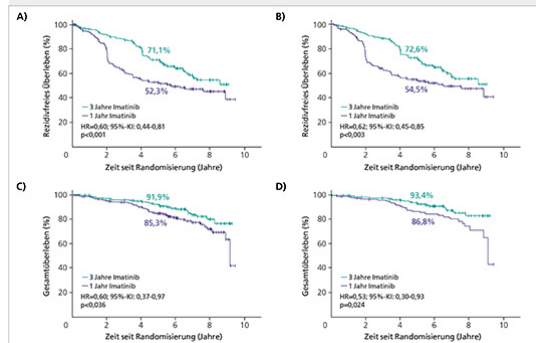 A)
Rezidivfreies Überleben (%)
100
80
60
40
20
71,1%
52,3%
3 Jahre Imatinib
1 Jahr Imatinib
HR=0,60; 95%-KI: 0,44-0,81
p<0,001
0 2 4 6 8 10
Zeit seit Randomisierung (Jahre)
B)
Rezidivfreies Überleben (%)
100
80
60
40
20
72,6%
54,5%
3 Jahre Imatinib
1 Jahr Imatinib
HR=0,62; 95%-KI: 0,45-0,85
p<0,003
0 2 4 6 8 10
Zeit seit Randomisierung (Jahre)
C)
Gesamtüberleben (%)
100
80
60
40
20
91,9%
85,3%
3 Jahre Imatinib
1 Jahr Imatinib
HR=0,60; 95%-KI: 0,37-0,97
p<0,036
0 2 4 6 8 10
Zeit seit Randomisierung (Jahre)
D)
Gesamtüberleben (%)
100
80
60
40
20
93,4%
86,8%
3 Jahre Imatinib
1 Jahr Imatinib
HR=0,53; 95%-KI: 0,30-0,93
p=0,024
0 2 4 6 8 10
Zeit seit Randomisierung (Jahre)